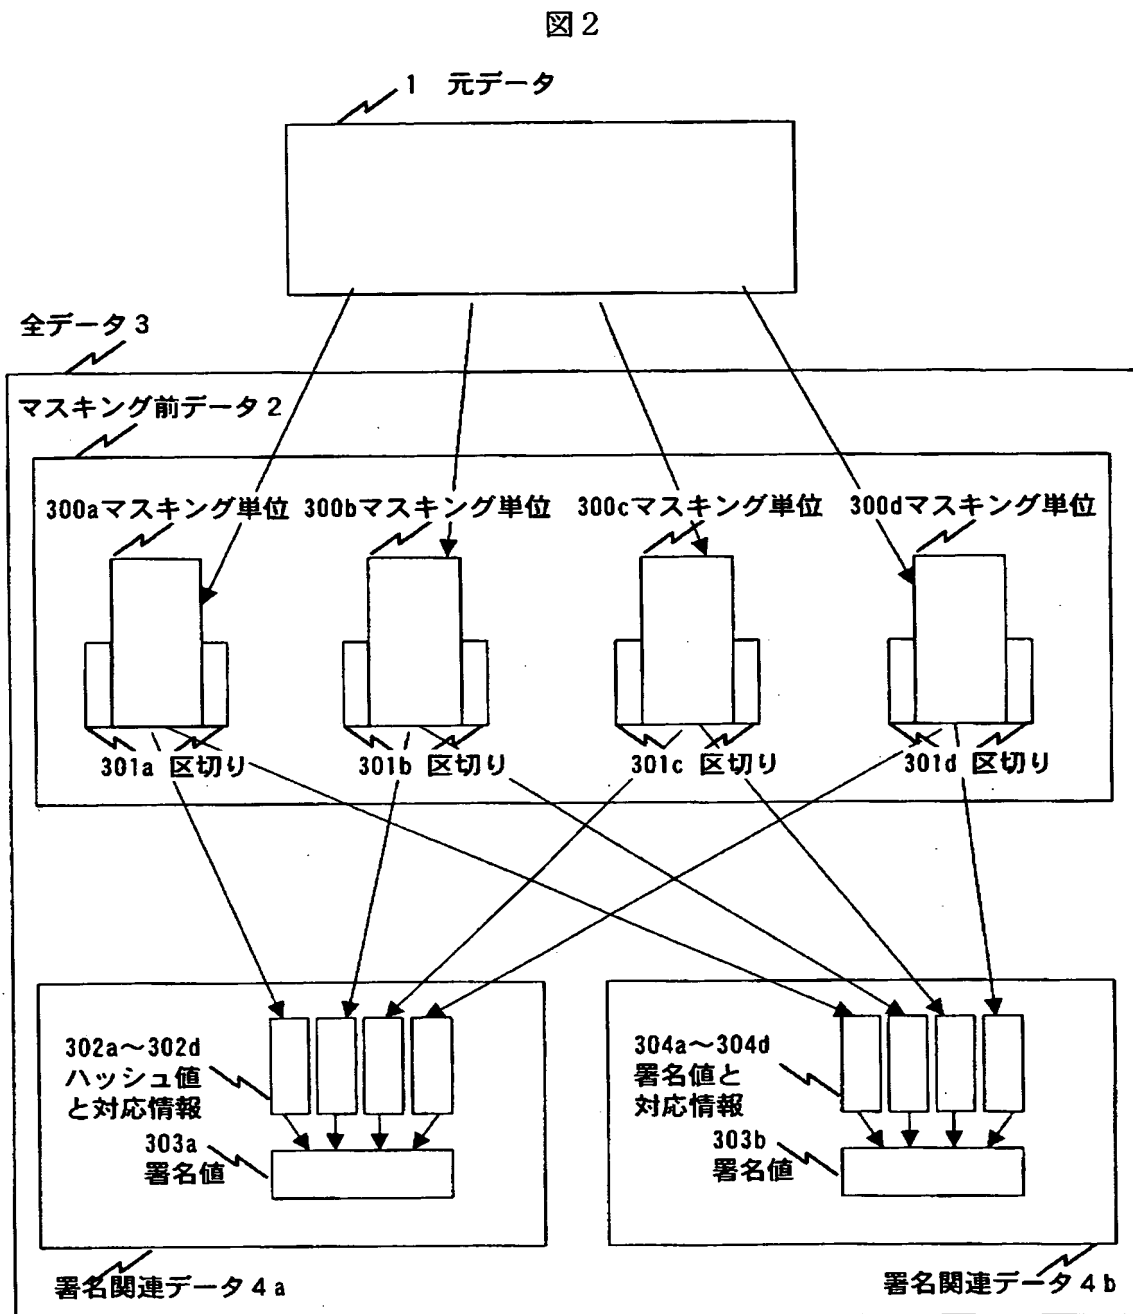 図2
1 元データ
全データ3
マスキング前データ2
300aマスキング単位 300bマスキング単位 300cマスキング単位 300dマスキング単位
301a 区切り 301b 区切り 301c 区切り 301d 区切り
302a～302d
ハッシュ値
と対応情報
303a
署名値
304a～304d
署名値と
対応情報
303b
署名値
署名関連データ4a
署名関連データ4b